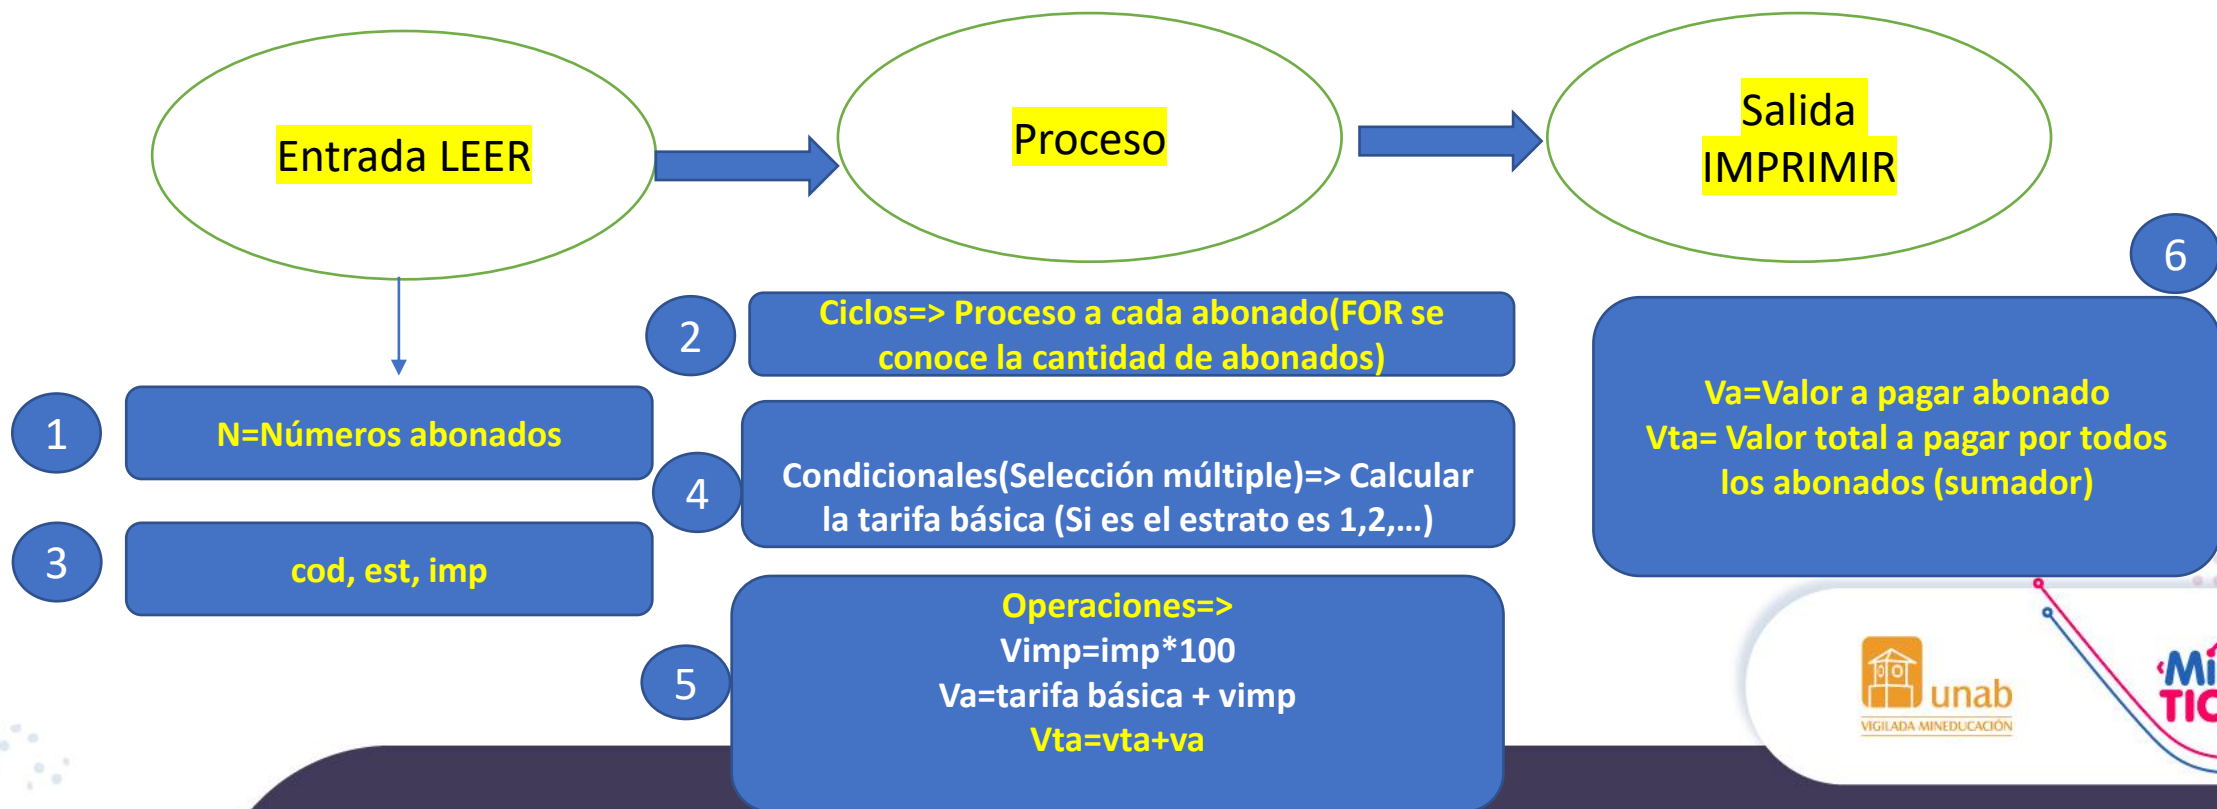 Entrada LEER
Proceso
Salida
IMPRIMIR
1
N=Números abonados
3
cod, est, imp
2
Ciclos=> Proceso a cada abonado(FOR se
conoce la cantidad de abonados)
4
Condicionales(Selección múltiple)=> Calcular
la tarifa básica (Si es el estrato es 1,2,...)
5
Operaciones=>
Vimp=imp*100
Va=tarifa básica + vimp
Vta=vta+va
6
Va=Valor a pagar abonado
Vta= Valor total a pagar por todos
los abonados (sumador)
unab
VIGILADA MINEDUCACIÓN